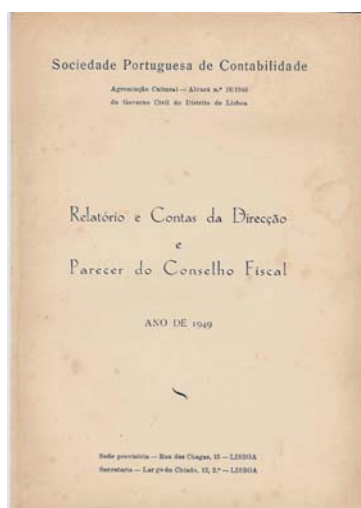 Sociedade Portuguesa de Contabilidade
Agremiação Cultural — Alvará n.º 10/1946
do Governo Civil do Distrito de Lisboa
Relatório e Contas da Direcção
e
Parecer do Conselho Fiscal
ANO DE 1949
Sede provisória — Rua das Chagas, 15 — LISBOA
Secretaria — Largo do Chiado, 12, 2.º — LISBOA